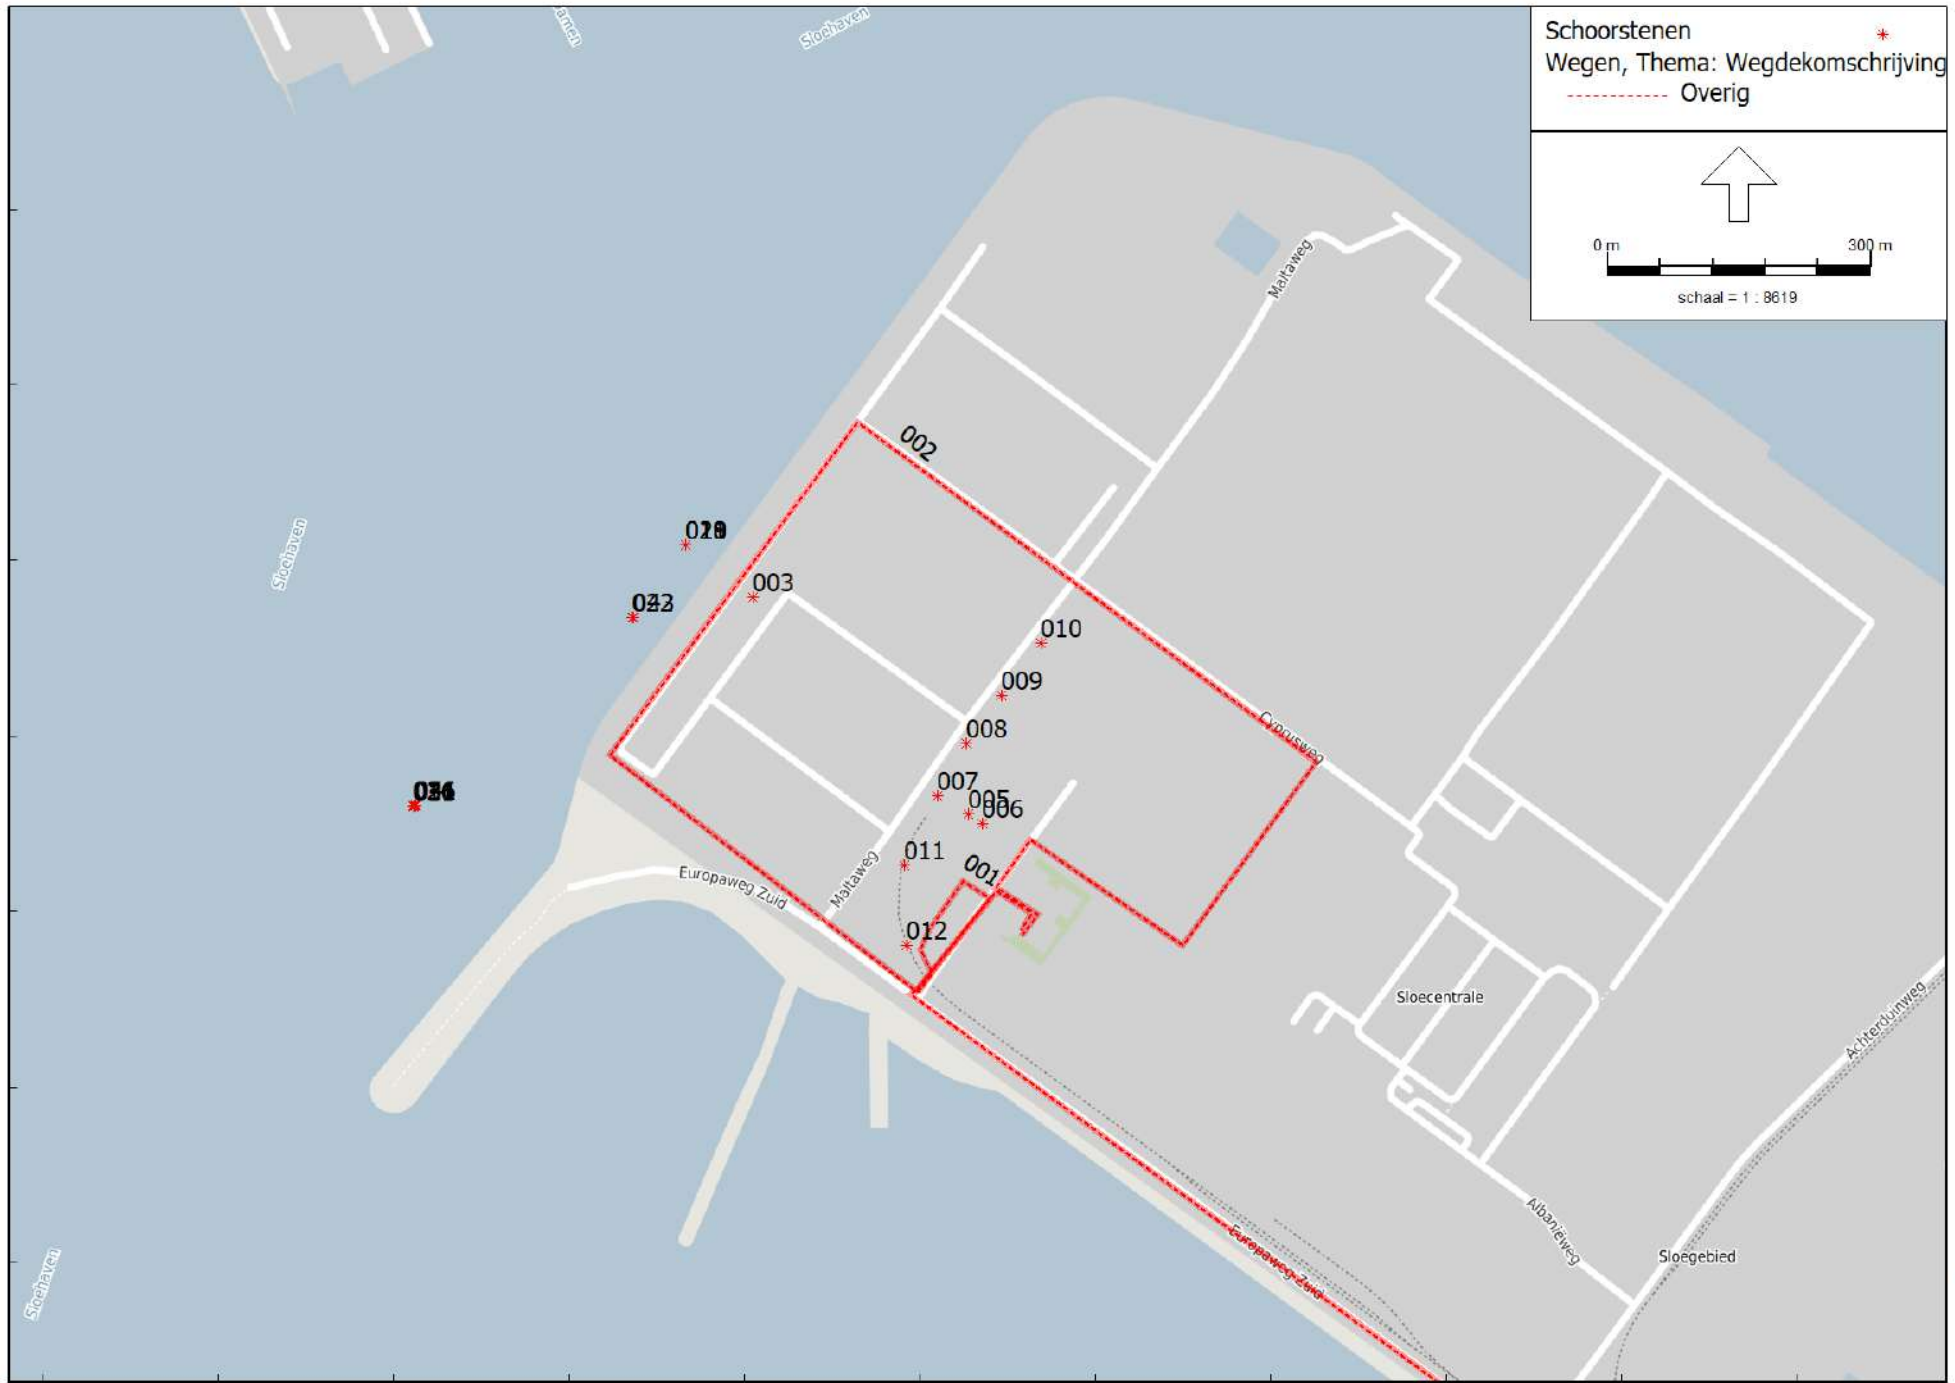 Schoorstenen
Wegen, Thema: Wegdekomschrijving
Overig
0 m 300 m
schaal = 1 : 8619
Sloehaven
Maltaweg
002
Sloehaven
003
010
009
Cyprusweg
008
007
005
006
011
001
Europaweg Zuid
Maltaweg
012
Sloecentrale
Achterduinweg
Albaniëweg
Europaweg Zuid
Sloegebied
Sloehaven